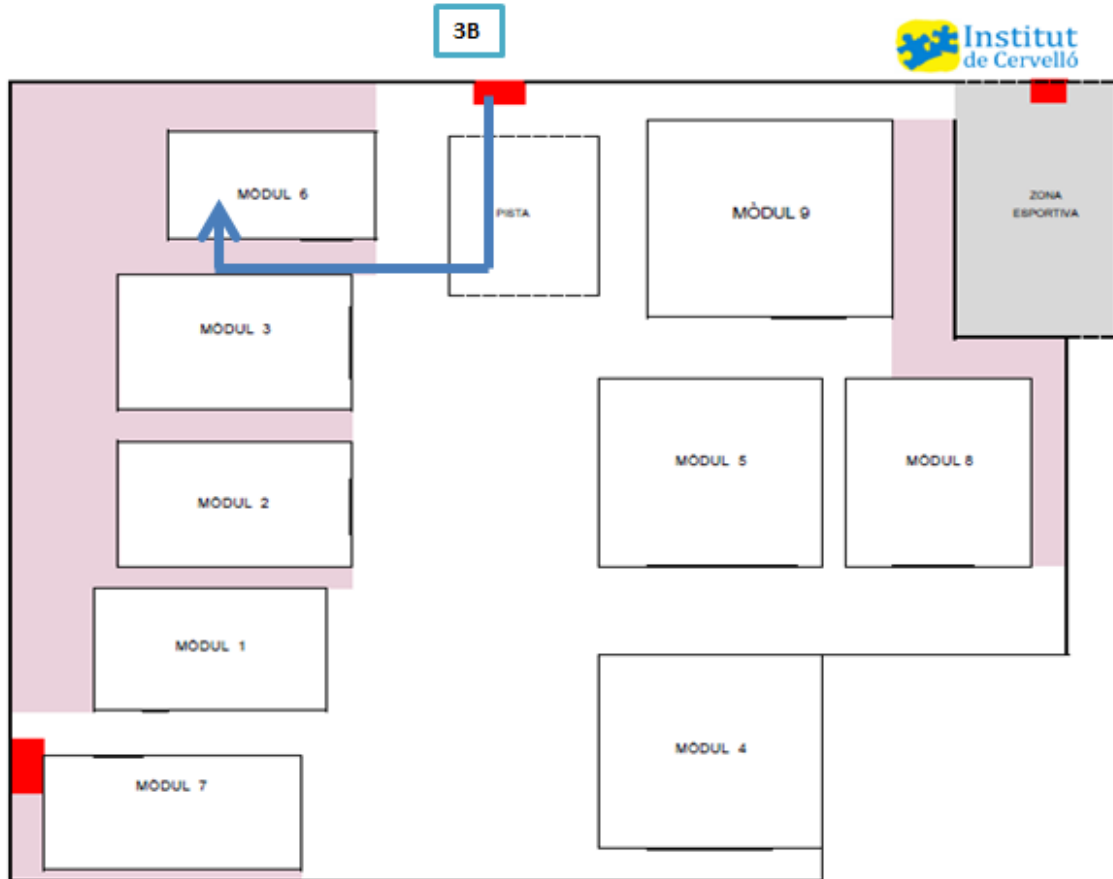 3B
Institut
de Cervelló
MÒDUL 6
PISTA
MÒDUL 9
ZONA
ESPORTIVA
MÒDUL 3
MÒDUL 5
MÒDUL 8
MÒDUL 2
MÒDUL 1
MÒDUL 4
MÒDUL 7